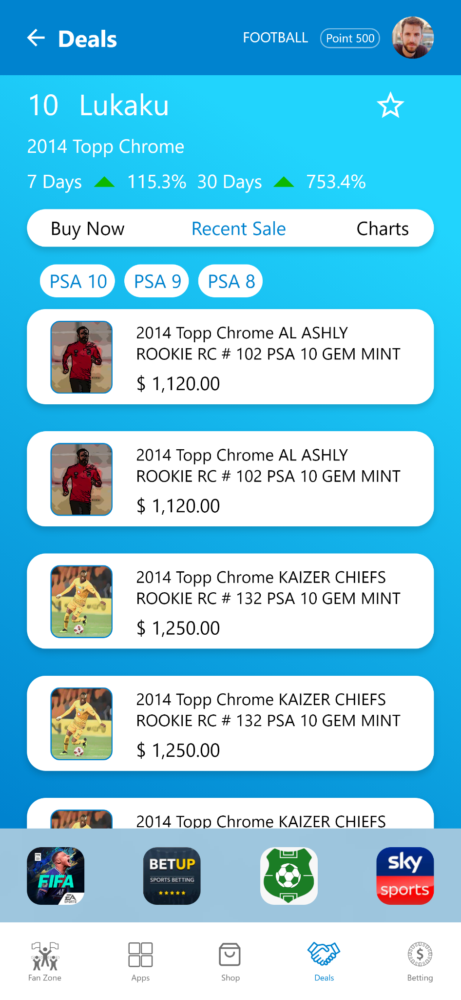 Deals
FOOTBALL
Point 500
10 Lukaku
2014 Topp Chrome
7 Days 115.3% 30 Days 753.4%
Buy Now
Recent Sale
Charts
PSA 10
PSA 9
PSA 8
2014 Topp Chrome AL ASHLY
ROOKIE RC # 102 PSA 10 GEM MINT
$ 1,120.00
2014 Topp Chrome AL ASHLY
ROOKIE RC # 102 PSA 10 GEM MINT
$ 1,120.00
2014 Topp Chrome KAIZER CHIEFS
ROOKIE RC # 132 PSA 10 GEM MINT
$ 1,250.00
2014 Topp Chrome KAIZER CHIEFS
ROOKIE RC # 132 PSA 10 GEM MINT
$ 1,250.00
2014 Topp Chrome KAIZER CHIEFS
FIFA
EA
SPORTS
BETUP
SPORTS BETTING
sky
sports
Fan Zone
Apps
Shop
Deals
$
Betting